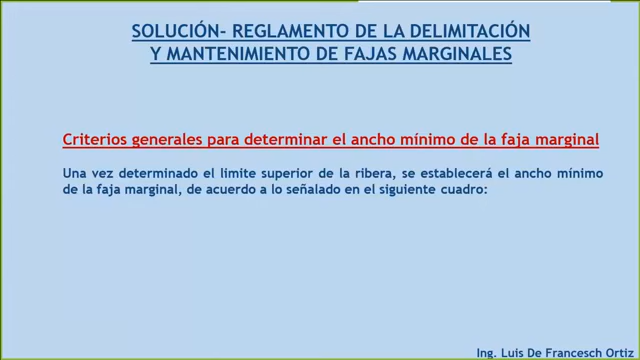 SOLUCIÓN- REGLAMENTO DE LA DELIMITACIÓN
Y MANTENIMIENTO DE FAJAS MARGINALES
Criterios generales para determinar el ancho mínimo de la faja marginal
Una vez determinado el limite superior de la ribera, se establecerá el ancho mínimo
de la faja marginal, de acuerdo a lo señalado en el siguiente cuadro:
Ing. Luis De Francesch Ortiz